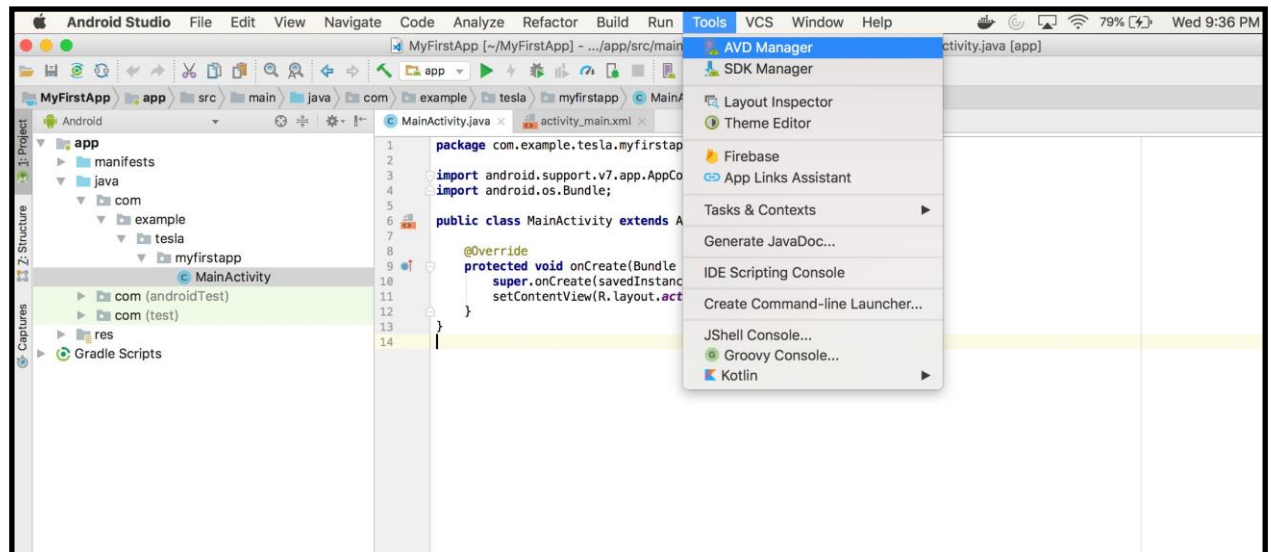 Android Studio File Edit View Navigate Code Analyze Refactor Build Run Tools VCS Window Help 79% Wed 9:36 PM
MyFirstApp [~/MyFirstApp] - .../app/src/main ctivity.java [app]
app
MyFirstApp app src main java com example tesla myfirstapp MainA
Android
MainActivity.java activity_main.xml
1: Project
Z: Structure
Captures
app
manifests
java
com
example
tesla
myfirstapp
MainActivity
com (androidTest)
com (test)
res
Gradle Scripts
1 package com.example.tesla.myfirstap
2
3 import android.support.v7.app.AppCo
4 import android.os.Bundle;
5
6 public class MainActivity extends A
7
8 @Override
9 protected void onCreate(Bundle
10 super.onCreate(savedInstanc
11 setContentView(R.layout.act
12 }
13 }
14
AVD Manager
SDK Manager
Layout Inspector
Theme Editor
Firebase
App Links Assistant
Tasks & Contexts
Generate JavaDoc...
IDE Scripting Console
Create Command-line Launcher...
JShell Console...
Groovy Console...
Kotlin